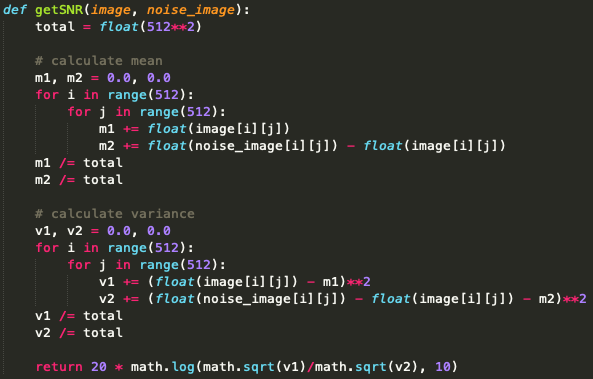 def getSNR(image, noise_image):
    total = float(512**2)

    # calculate mean
    m1, m2 = 0.0, 0.0
    for i in range(512):
        for j in range(512):
            m1 += float(image[i][j])
            m2 += float(noise_image[i][j]) - float(image[i][j])
    m1 /= total
    m2 /= total

    # calculate variance
    v1, v2 = 0.0, 0.0
    for i in range(512):
        for j in range(512):
            v1 += (float(image[i][j]) - m1)**2
            v2 += (float(noise_image[i][j]) - float(image[i][j]) - m2)**2
    v1 /= total
    v2 /= total

    return 20 * math.log(math.sqrt(v1)/math.sqrt(v2), 10)